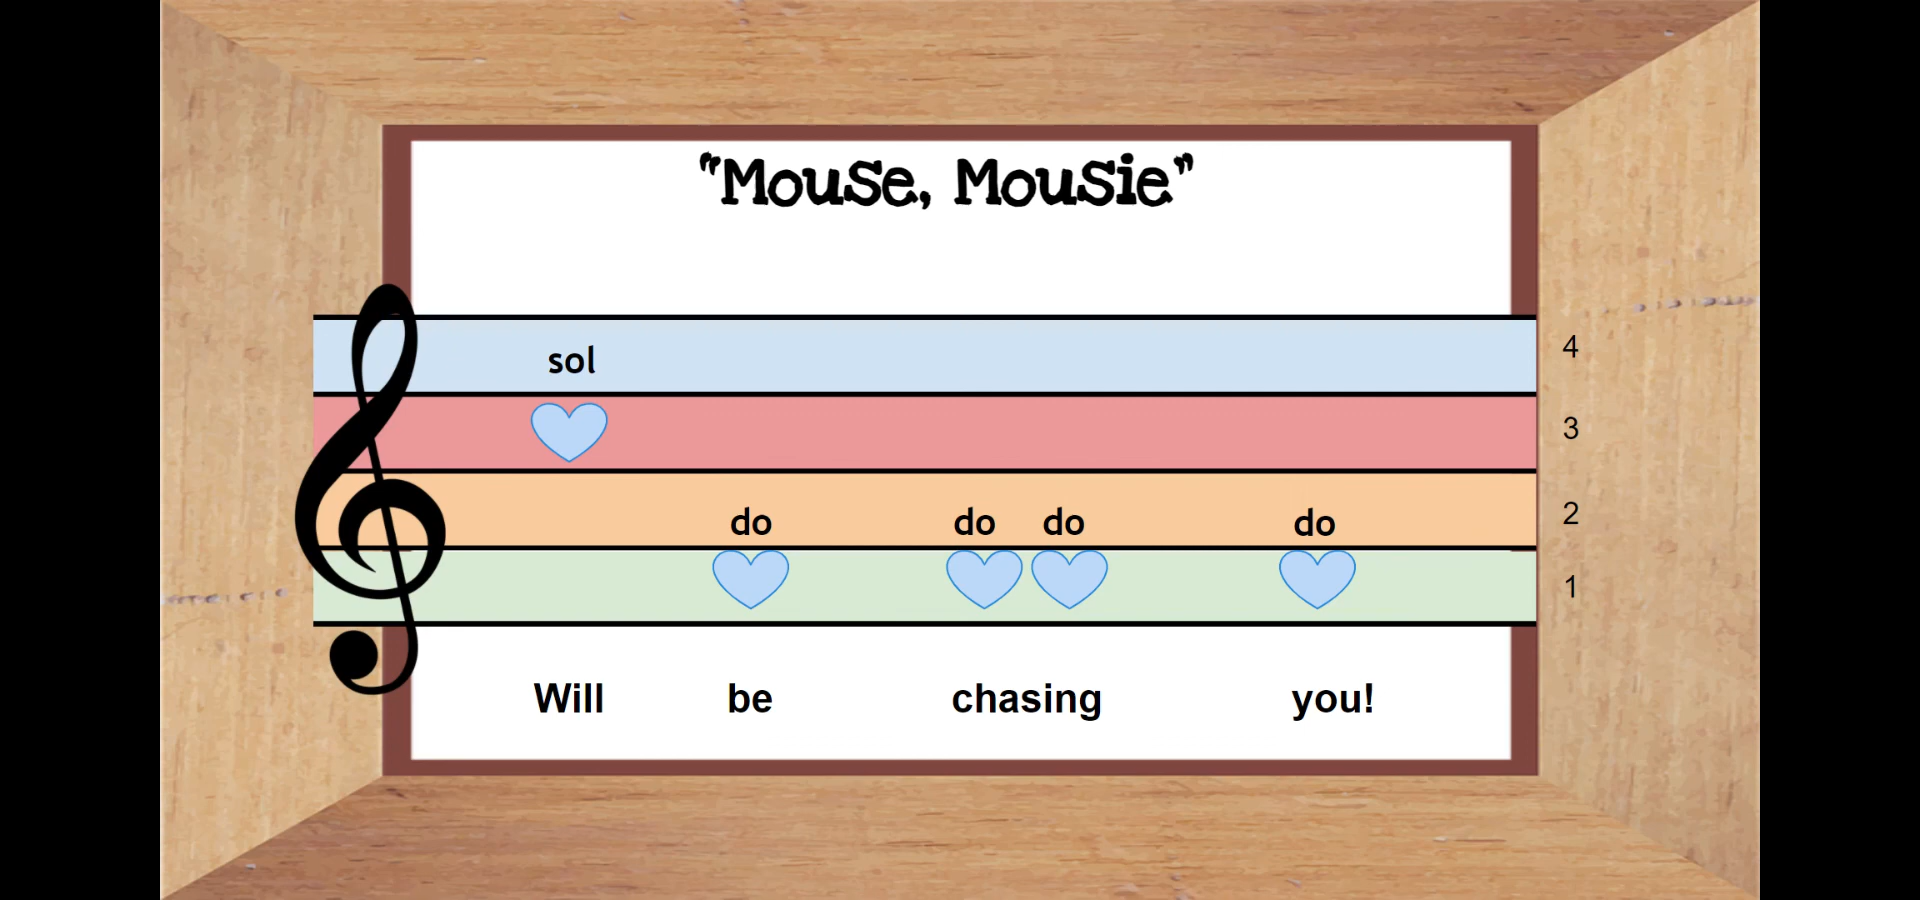 "Mouse, Mousie"
4
sol
3
2
do do do do
1
Will be chasing you!